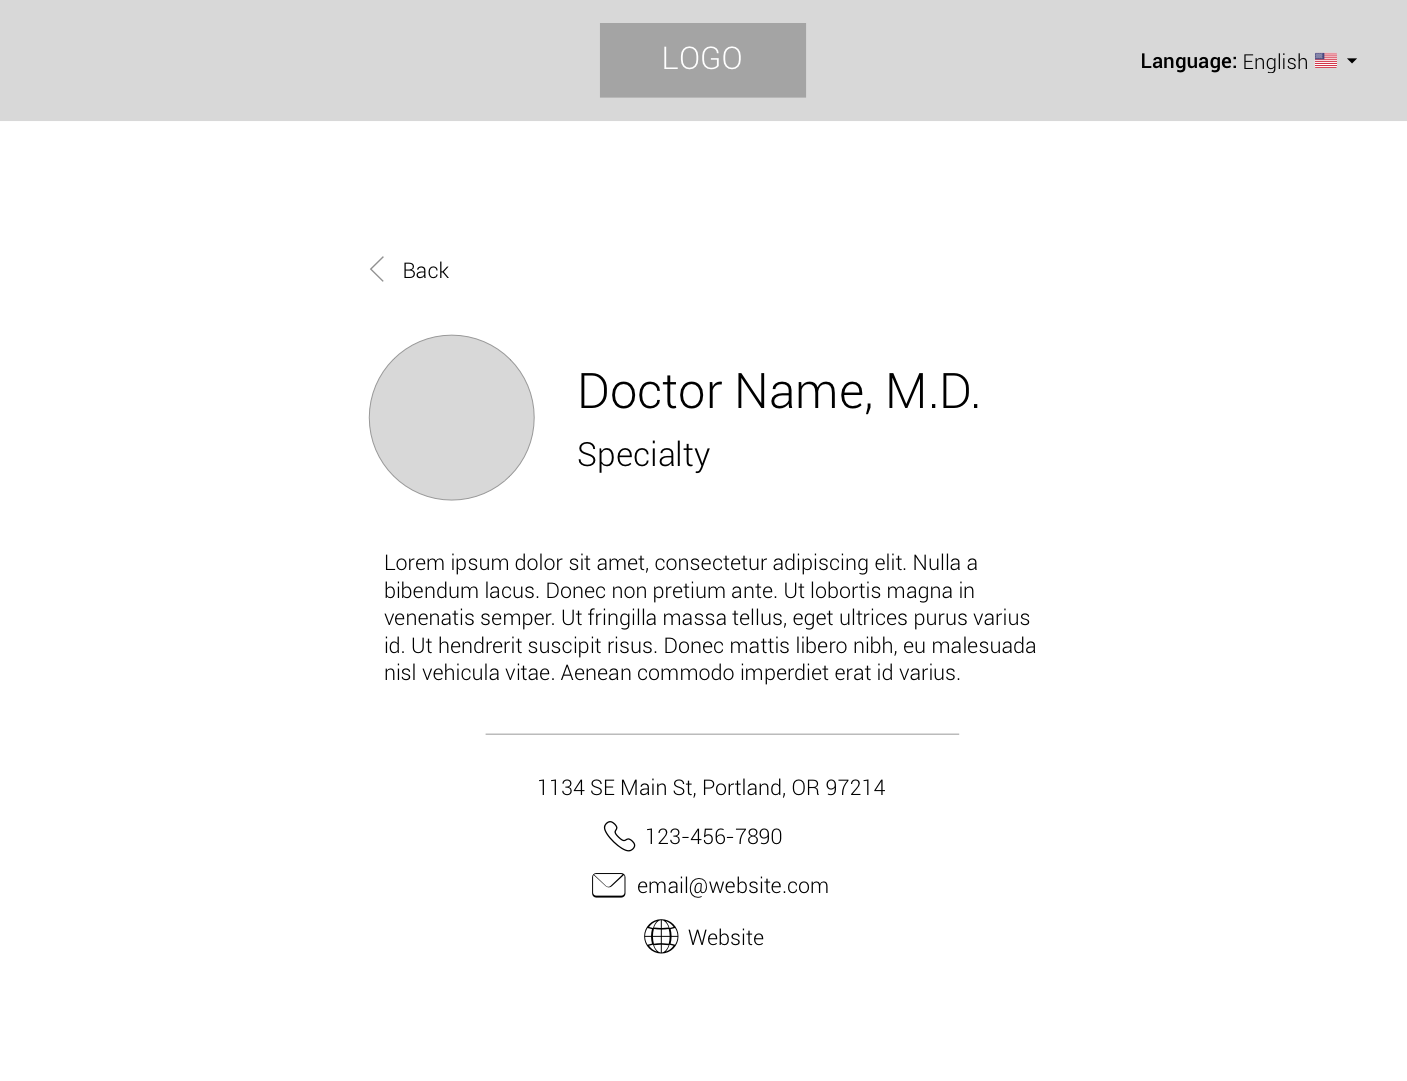 LOGO
Language: English
Back
Doctor Name, M.D.
Specialty
Lorem ipsum dolor sit amet, consectetur adipiscing elit. Nulla a
bibendum lacus. Donec non pretium ante. Ut lobortis magna in
venenatis semper. Ut fringilla massa tellus, eget ultrices purus varius
id. Ut hendrerit suscipit risus. Donec mattis libero nibh, eu malesuada
nisl vehicula vitae. Aenean commodo imperdiet erat id varius.
1134 SE Main St, Portland, OR 97214
123-456-7890
email@website.com
Website